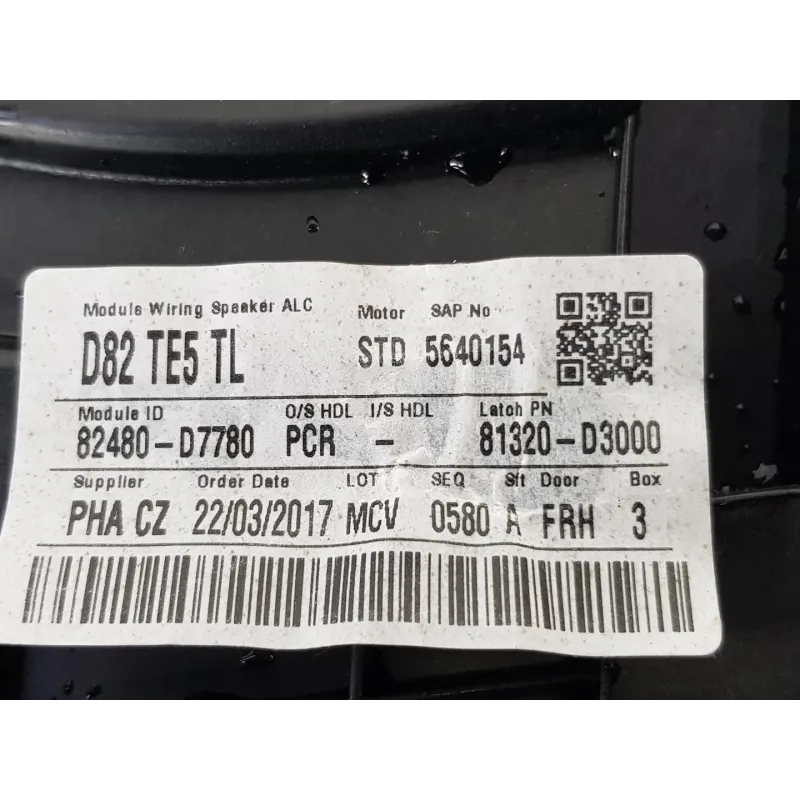 Module Wiring Speaker ALC Motor SAP No
D82 TE5 TL STD 5640154
Module ID O/S HDL I/S HDL Latch PN
82480-D7780 PCR - 81320-D3000
Supplier Order Date LOT SEQ Sft Door Box
PHA CZ 22/03/2017 MCV 0580 A FRH 3